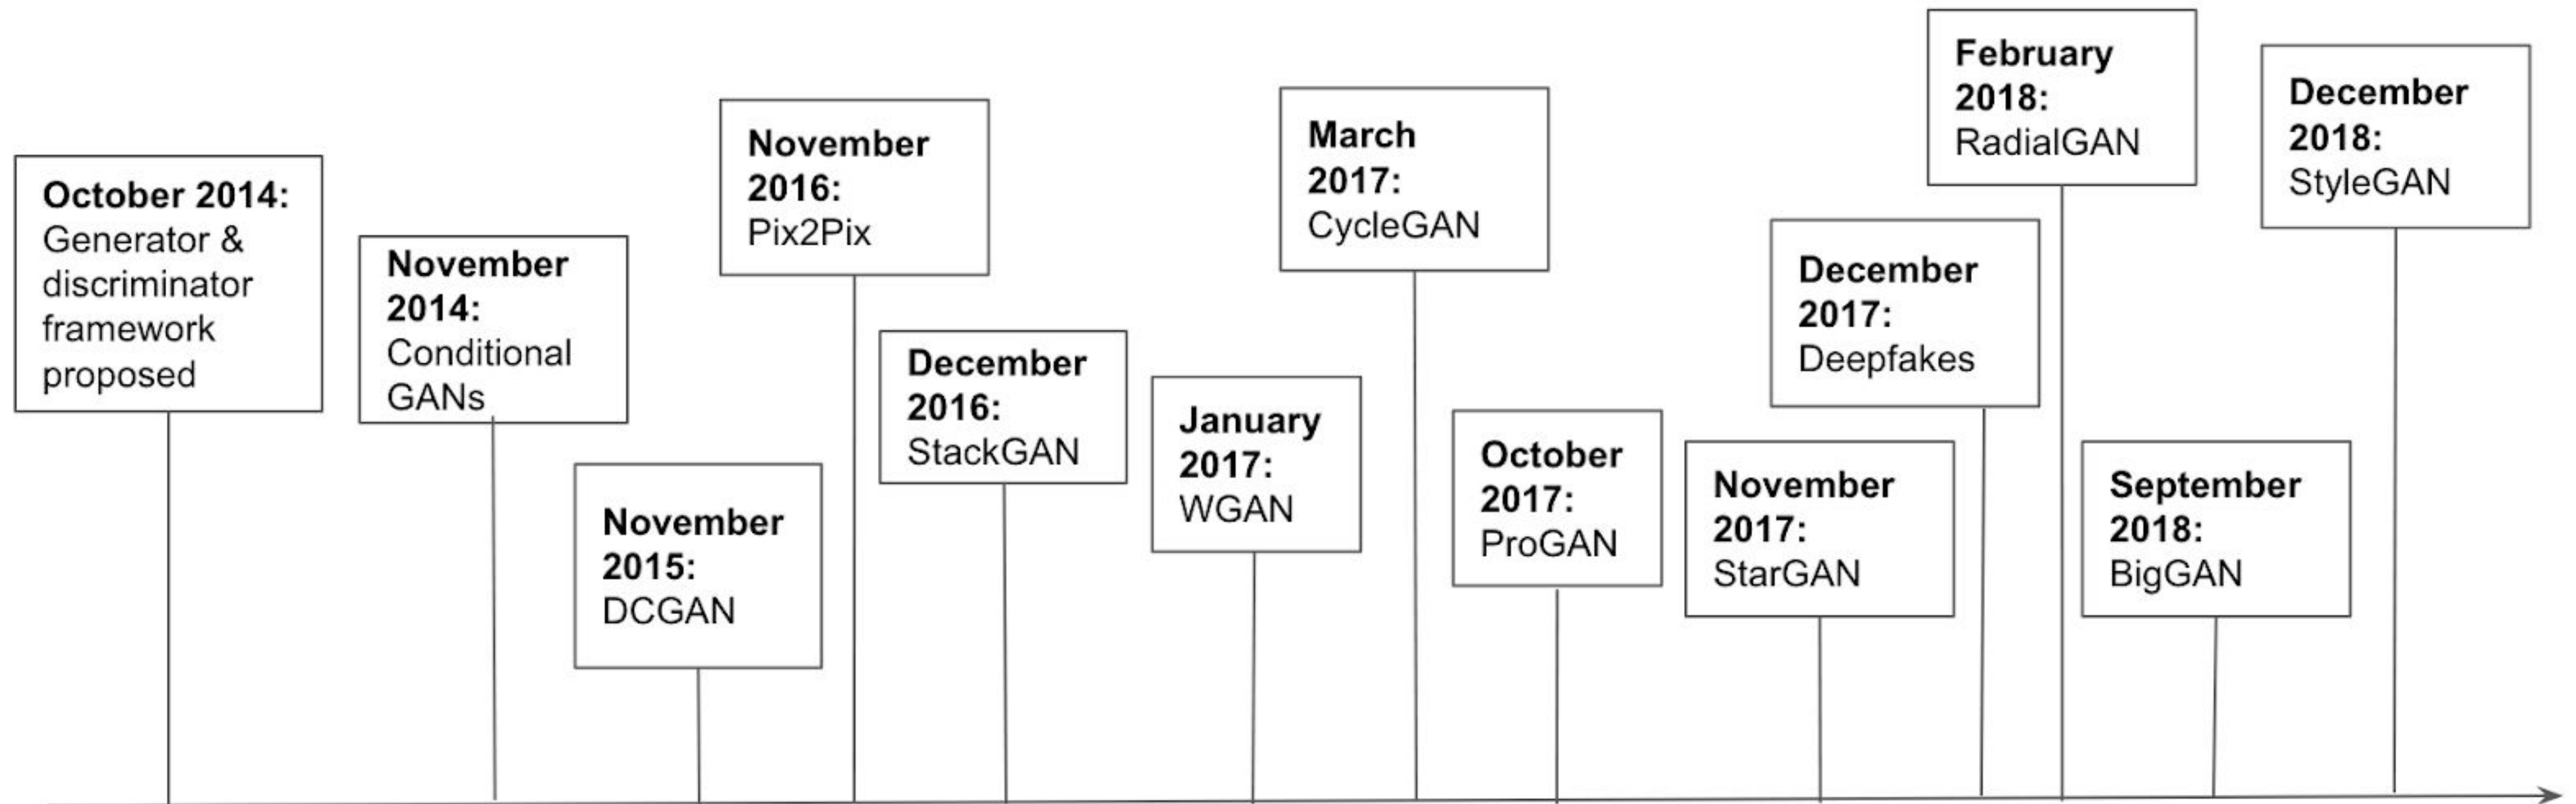 October 2014:
Generator &
discriminator
framework
proposed
November
2014:
Conditional
GANs
November
2015:
DCGAN
November
2016:
Pix2Pix
December
2016:
StackGAN
January
2017:
WGAN
March
2017:
CycleGAN
October
2017:
ProGAN
November
2017:
StarGAN
December
2017:
Deepfakes
February
2018:
RadialGAN
September
2018:
BigGAN
December
2018:
StyleGAN